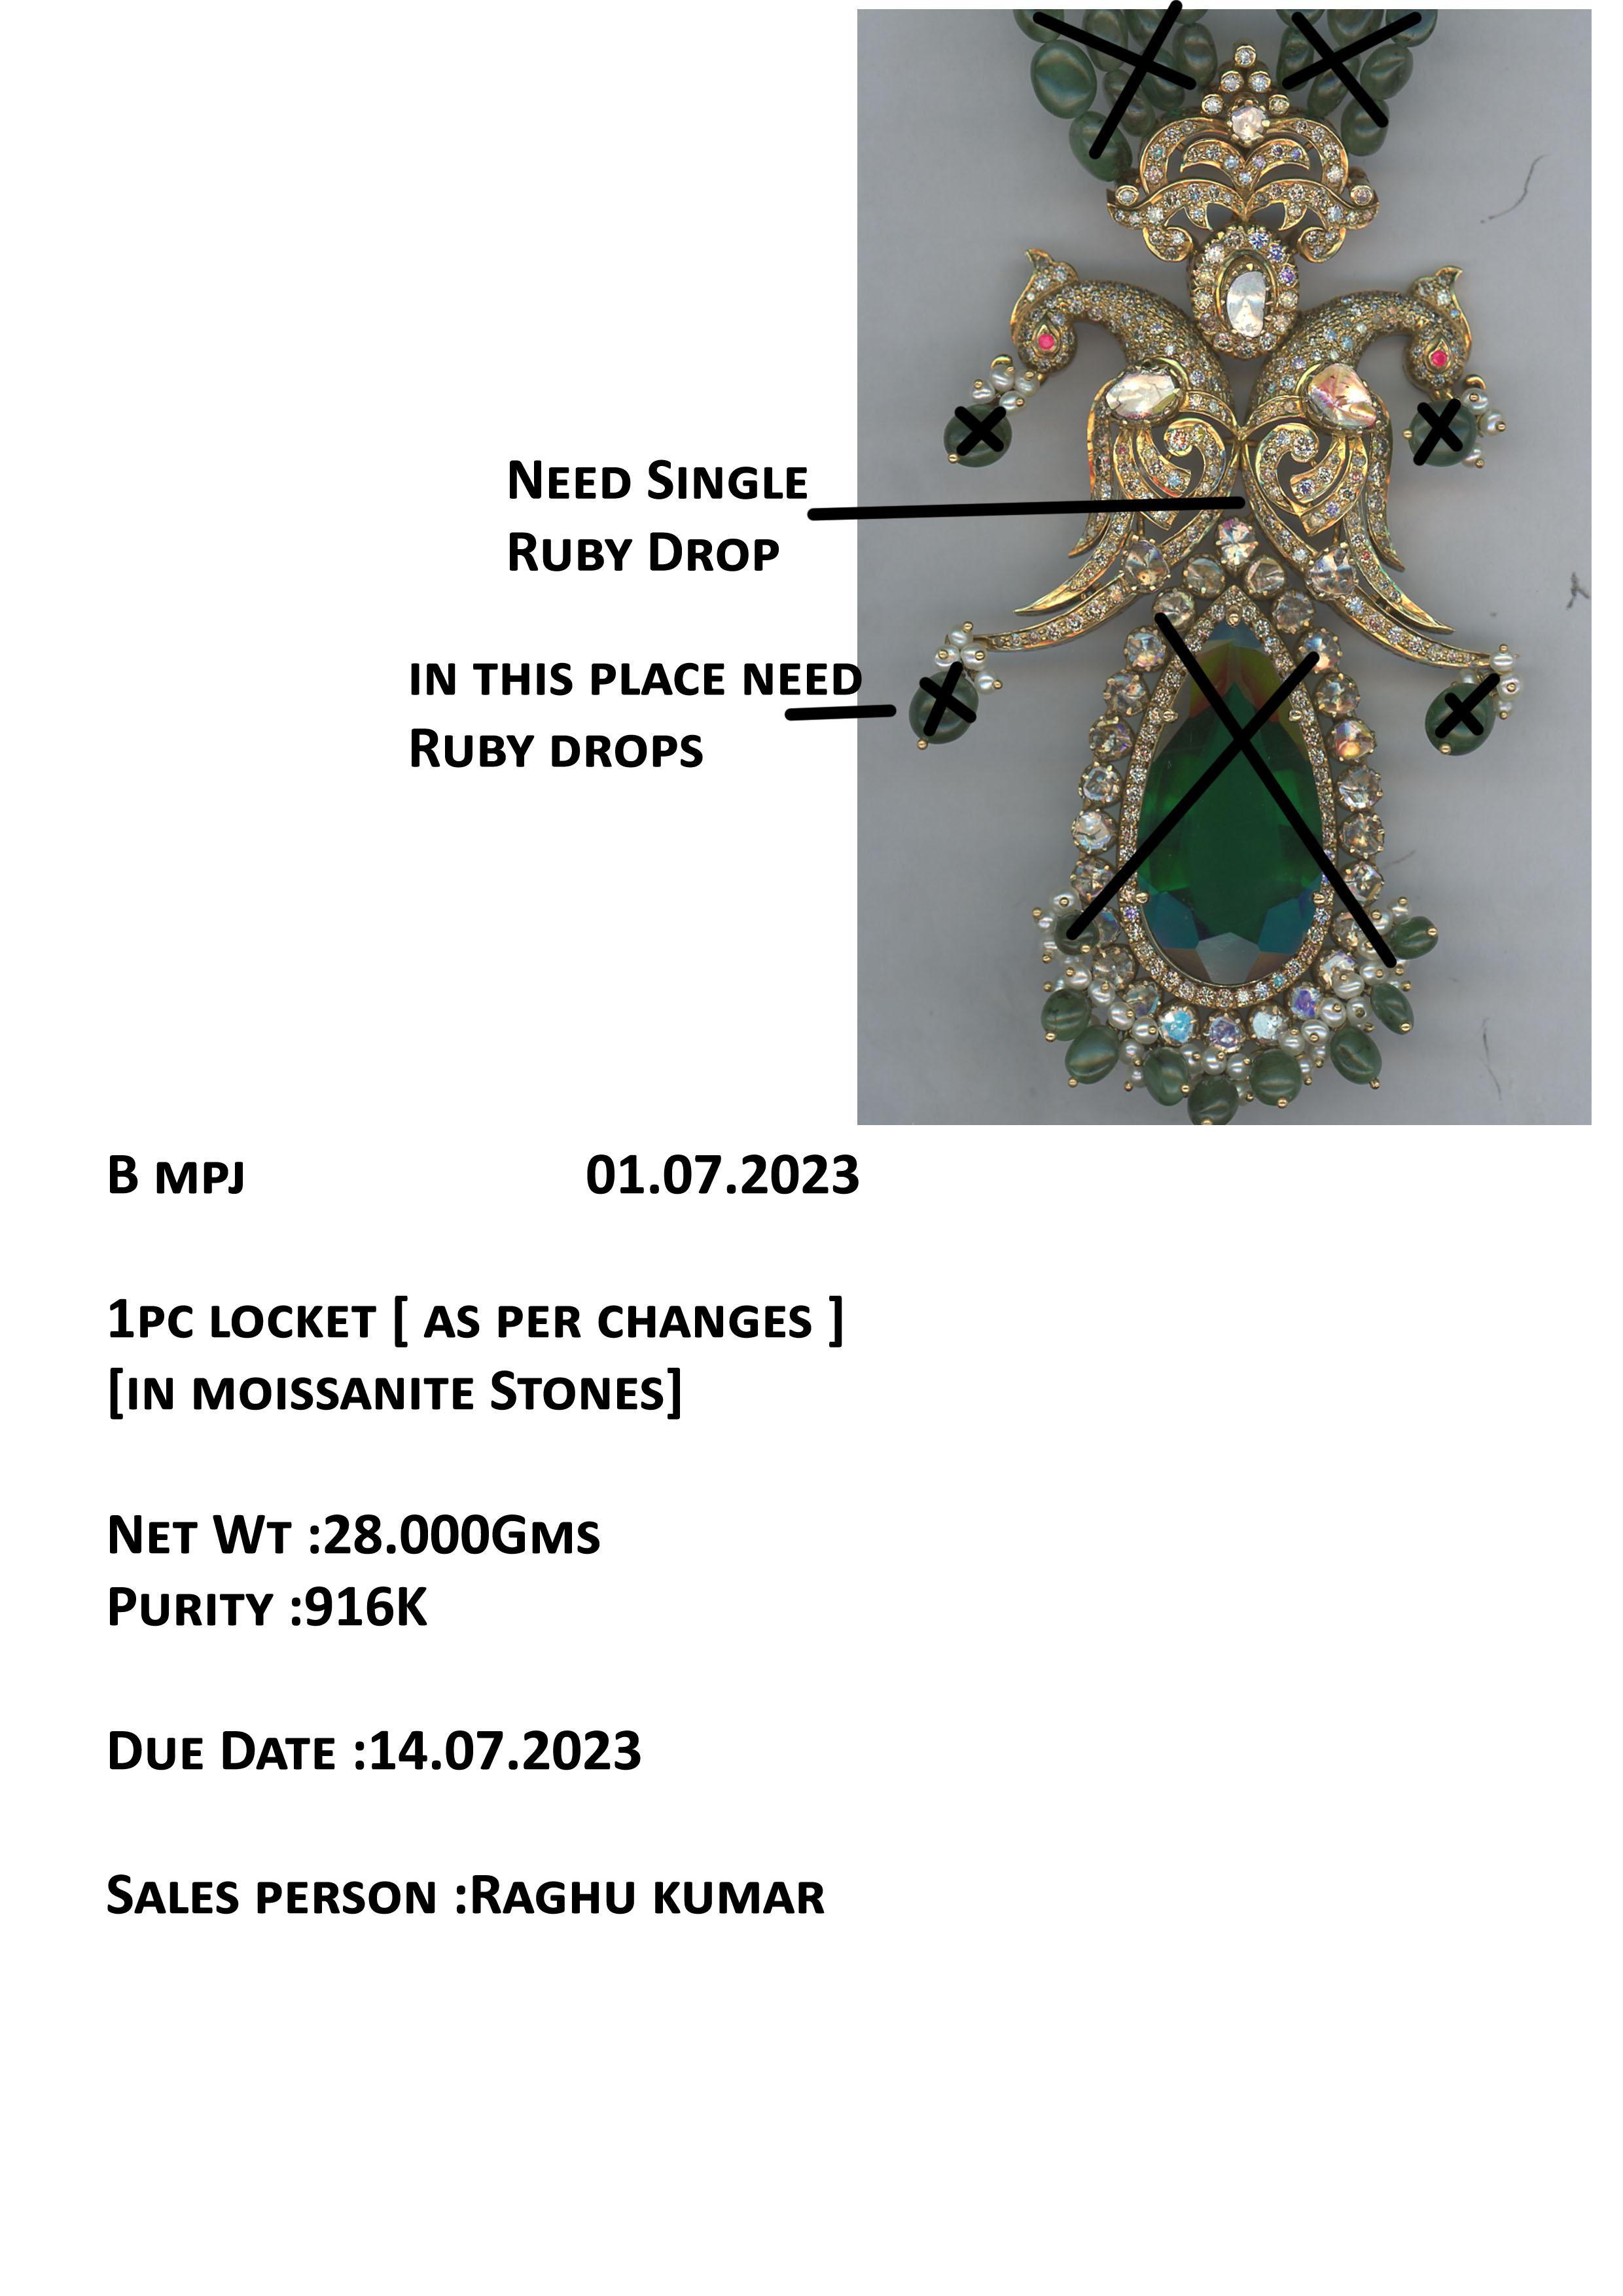 Need Single
Ruby Drop
in this place need
Ruby drops
B mpj 01.07.2023
1pc locket [ as per changes ]
[in moissanite Stones]
Net Wt :28.000Gms
Purity :916K
Due Date :14.07.2023
Sales person :Raghu kumar